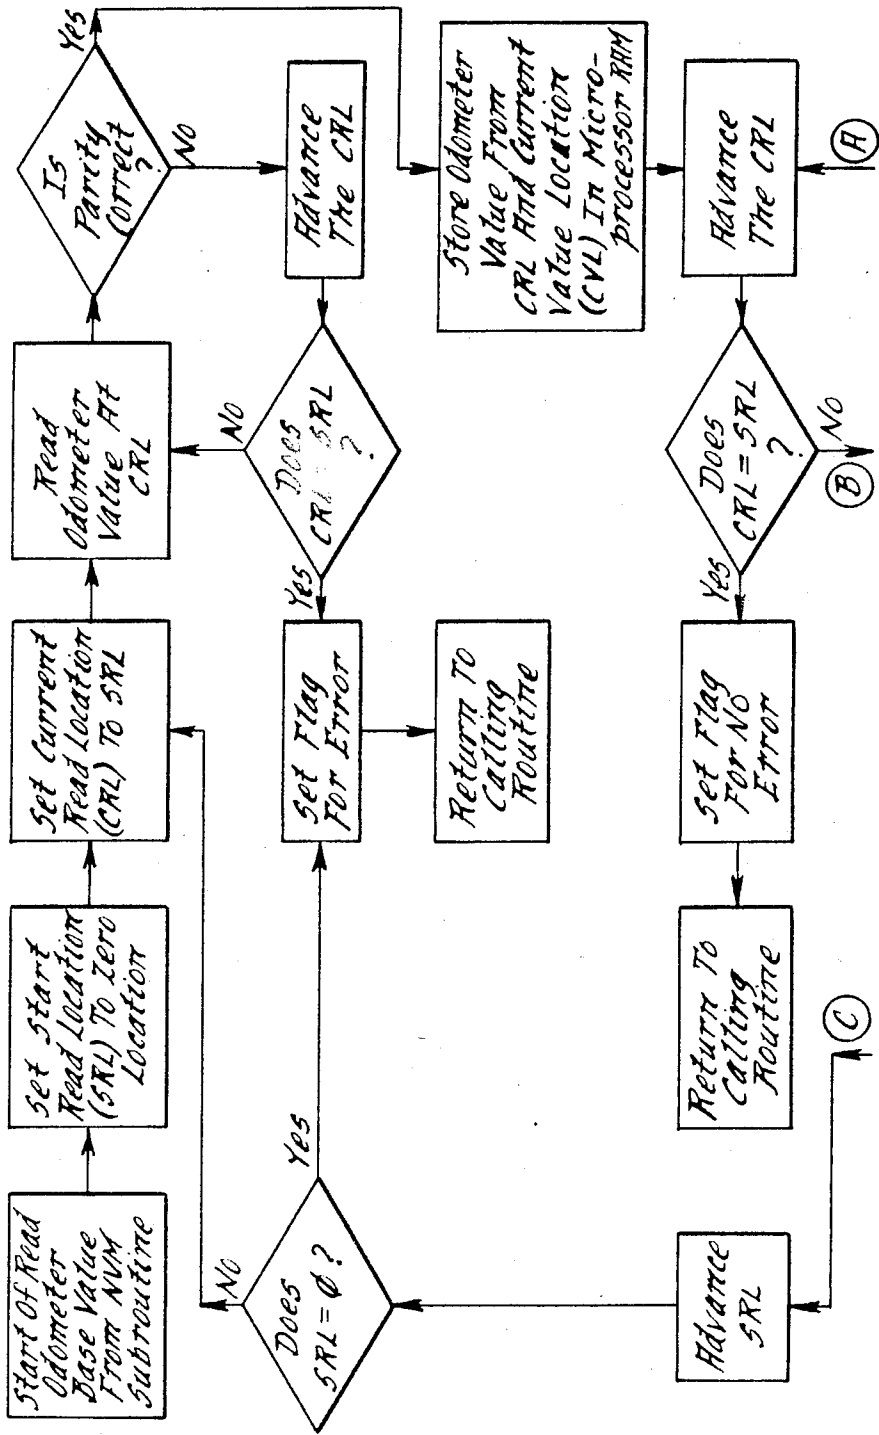 Start Of Read
Odometer
Base Value
From NVM
Subroutine
Set Start
Read Location
(SRL) To Zero
Location
Set Current
Read Location
(CRL) To SRL
Read
Odometer
Value At
CRL
Is
Parity
Correct
?
Yes
No
Advance
The CRL
Does
CRL = SRL
?
No
Yes
Set Flag
For Error
Return To
Calling
Routine
Does
SRL = Ø ?
No
Yes
Store Odometer
Value From
CRL And Current
Value Location
(CVL) In Micro-
processor RAM
Advance
The CRL
A
Does
CRL = SRL
?
No
B
Yes
Set Flag
For No
Error
Return To
Calling
Routine
C
Advance
SRL